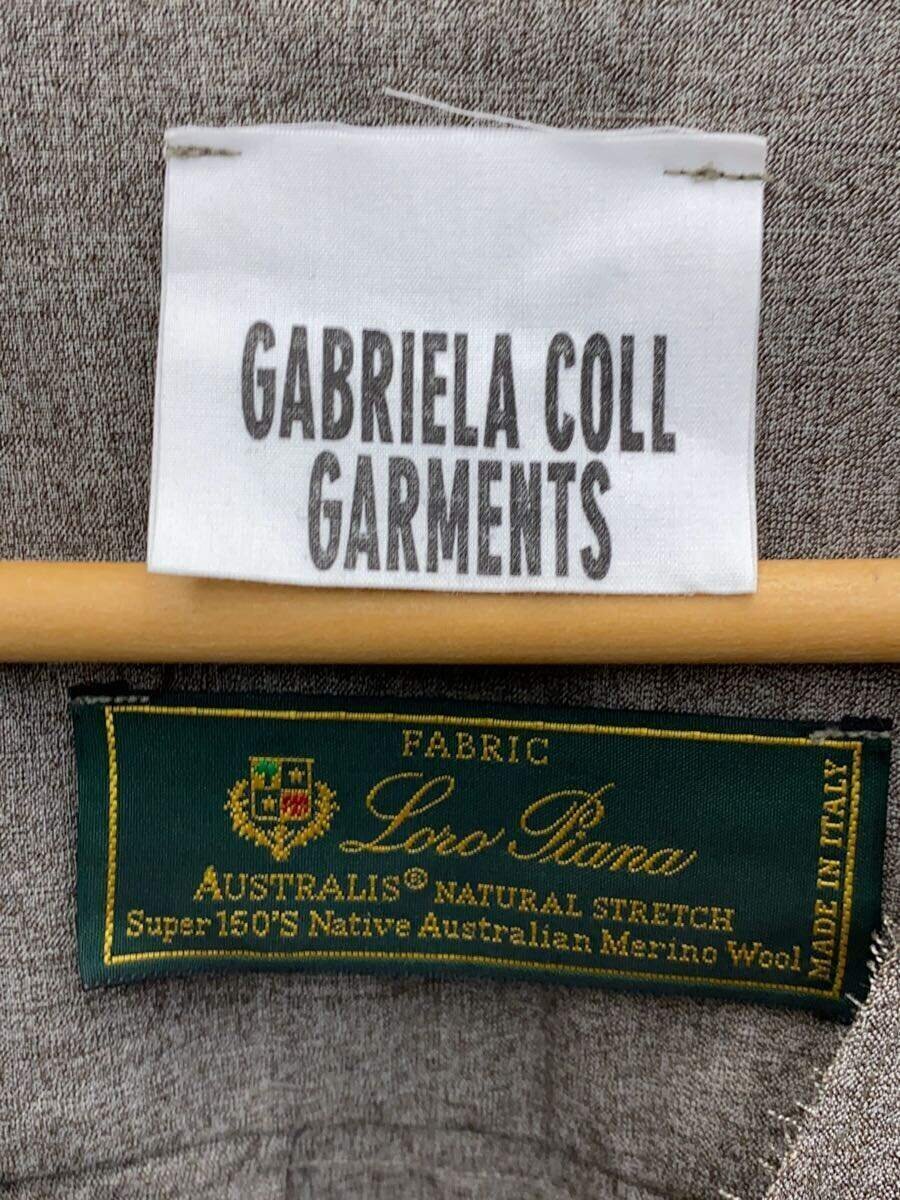 GABRIELA COLL
GARMENTS
FABRIC
Loro Piana
AUSTRALIS® NATURAL STRETCH
Super 150'S Native Australian Merino Wool
MADE IN ITALY